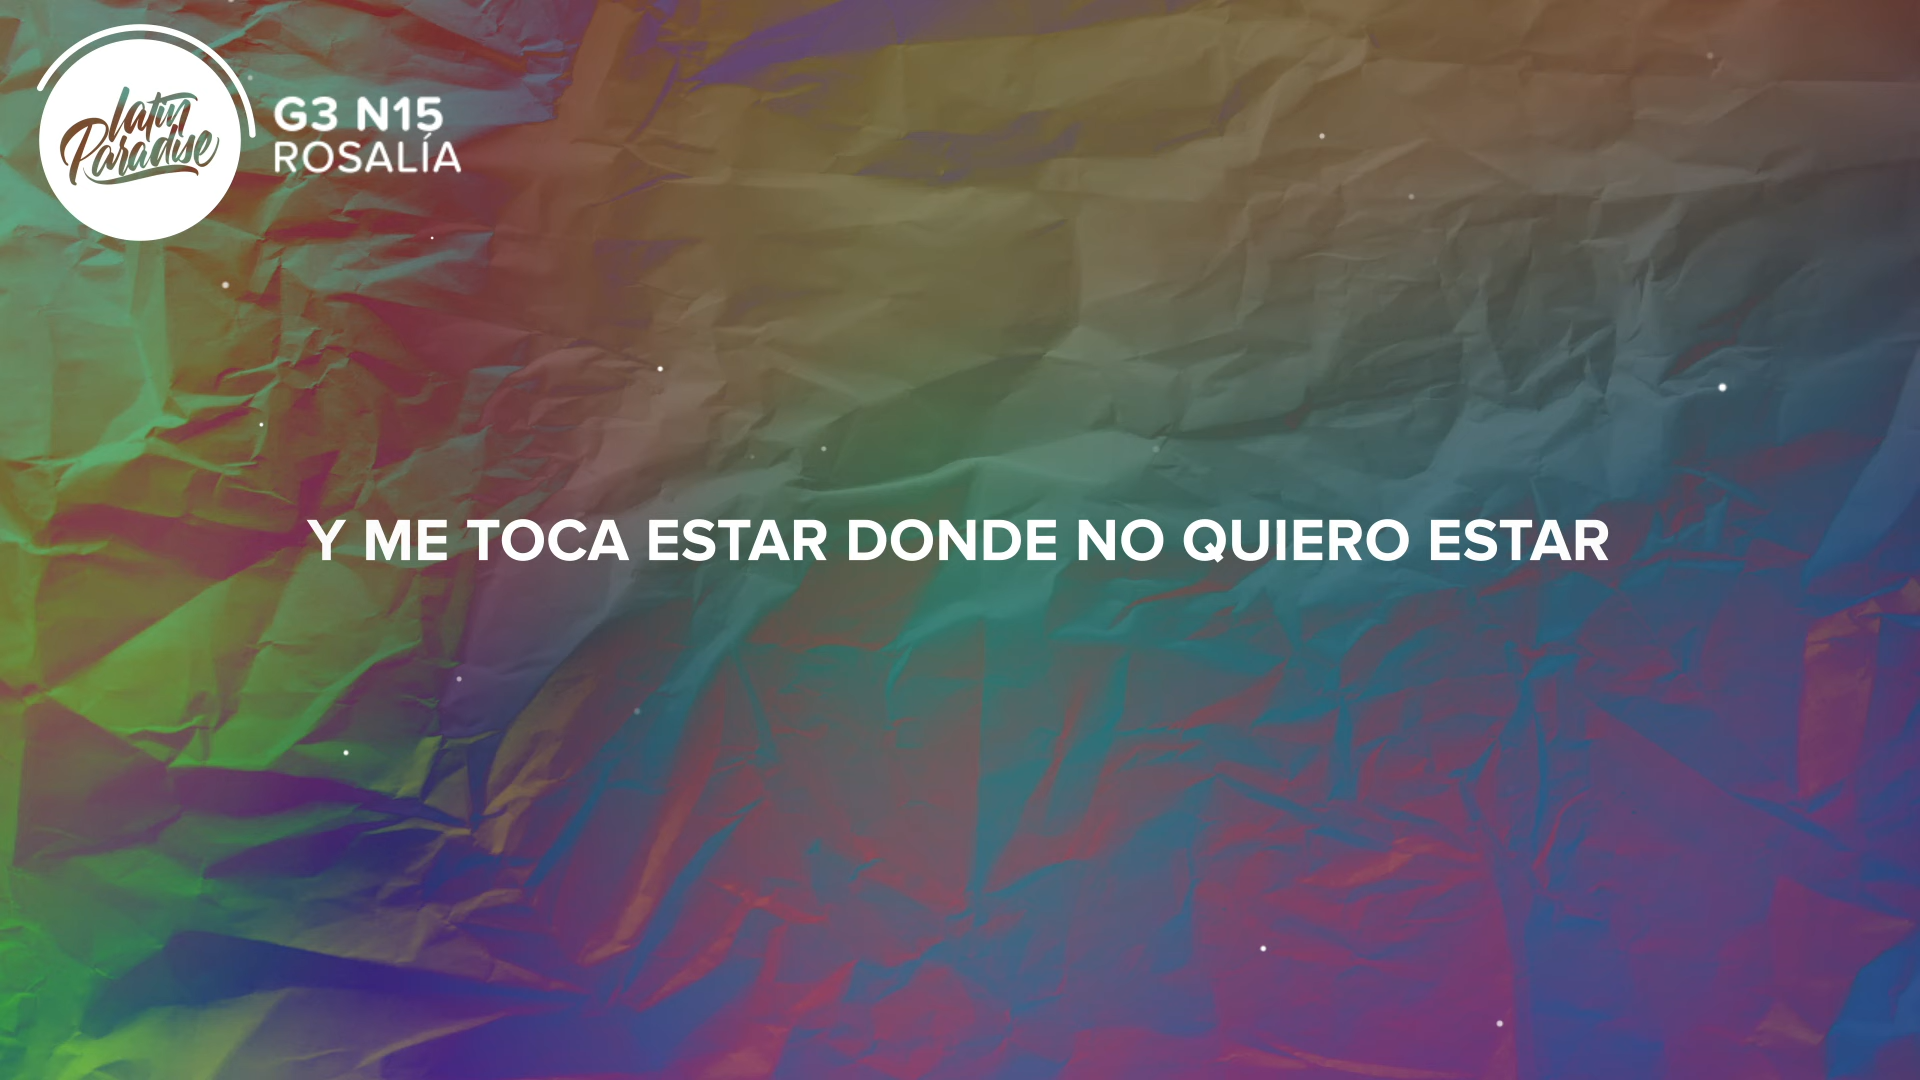 latin
Paradise
G3 N15
ROSALÍA
Y ME TOCA ESTAR DONDE NO QUIERO ESTAR